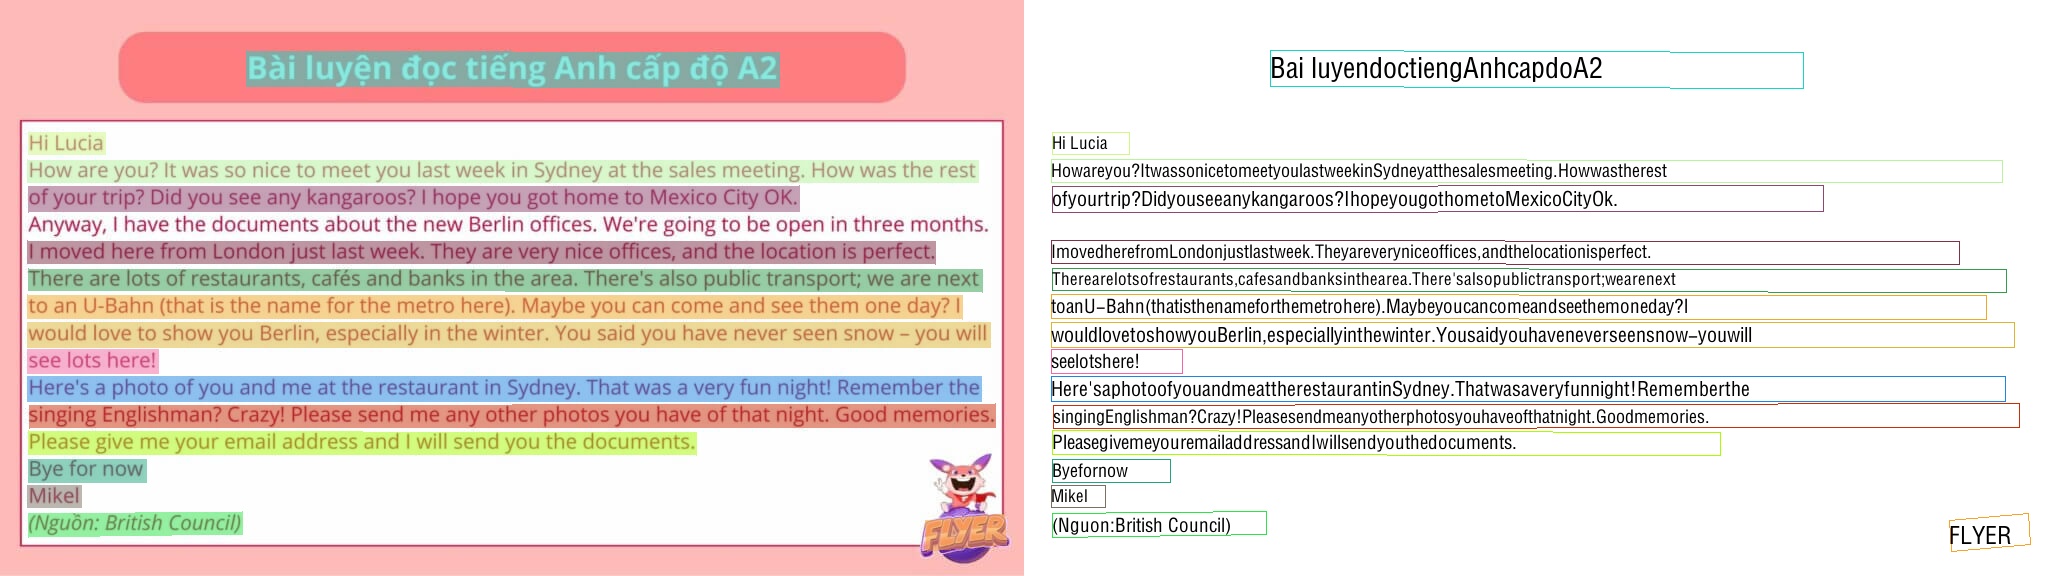 Bài luyện đọc tiếng Anh cấp độ A2
Hi Lucia
How are you? It was so nice to meet you last week in Sydney at the sales meeting. How was the rest
of your trip? Did you see any kangaroos? I hope you got home to Mexico City OK.
Anyway, I have the documents about the new Berlin offices. We're going to be open in three months.
I moved here from London just last week. They are very nice offices, and the location is perfect.
There are lots of restaurants, cafés and banks in the area. There's also public transport; we are next
to an U-Bahn (that is the name for the metro here). Maybe you can come and see them one day? I
would love to show you Berlin, especially in the winter. You said you have never seen snow – you will
see lots here!
Here's a photo of you and me at the restaurant in Sydney. That was a very fun night! Remember the
singing Englishman? Crazy! Please send me any other photos you have of that night. Good memories.
Please give me your email address and I will send you the documents.
Bye for now
Mikel
(Nguồn: British Council)
FLYER
Bai luyendoctiengAnhcapdoA2
Hi Lucia
Howareyou?ItwassonicetomeetyoulastweekinSydneyatthesalesmeeting.Howwastherest
ofyourtrip?Didyouseeanykangaroos?IhopeyougothometoMexicoCityOk.
ImovedherefromLondonjustlastweek.Theyareveryniceoffices,andthelocationisperfect.
Therearelotsofrestaurants,cafesandbanksinthearea.There'salsopublictransport;wearenext
toanU-Bahn(thatisthenameforthemetrohere).Maybeyoucancomeandseethemoneday?I
wouldlovetoshowyouBerlin,especiallyinthewinter.Yousaidyouhaveneverseensnow-youwill
seelotshere!
Here'saphotoofyouandmeattherestaurantinSydney.Thatwasaveryfunnight!Rememberthe
singingEnglishman?Crazy!Pleasesendmeanyotherphotosyouhaveofthatnight.Goodmemories.
PleasegivemeyouremailaddressandIwillsendyouthedocuments.
Byefornow
Mikel
(Nguon:British Council)
FLYER